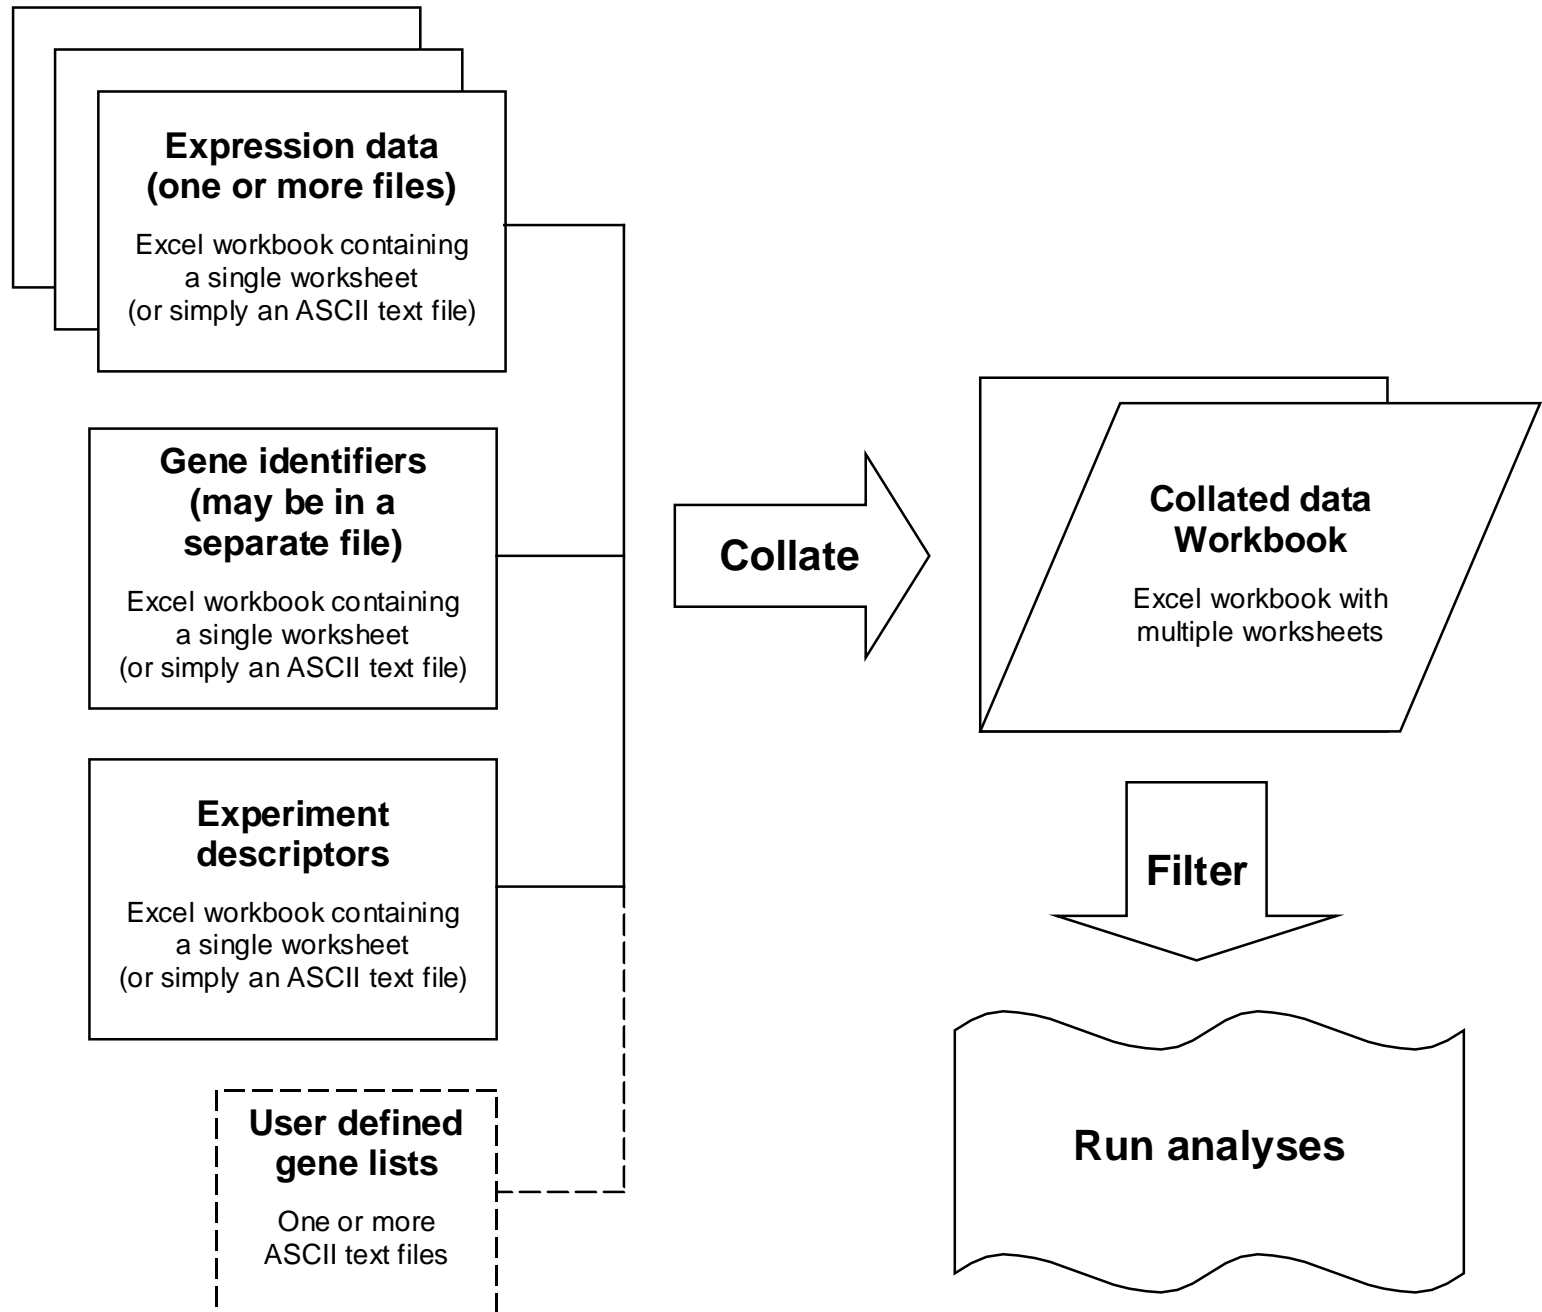 Expression data
(one or more files)
Excel workbook containing
a single worksheet
(or simply an ASCII text file)
Gene identifiers
(may be in a
separate file)
Excel workbook containing
a single worksheet
(or simply an ASCII text file)
Experiment
descriptors
Excel workbook containing
a single worksheet
(or simply an ASCII text file)
User defined
gene lists
One or more
ASCII text files
Collate
Collated data
Workbook
Excel workbook with
multiple worksheets
Filter
Run analyses